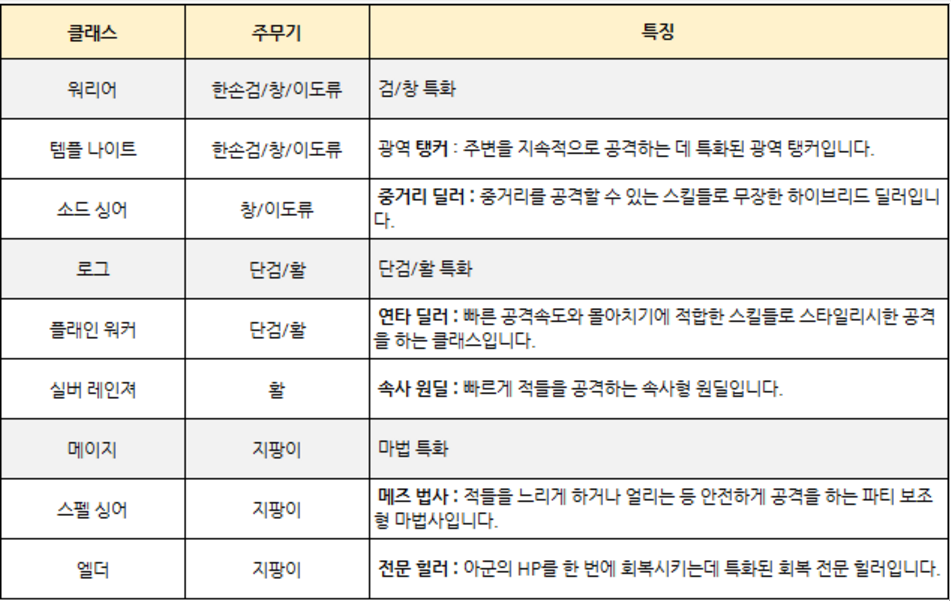 클래스 주무기 특징
워리어 한손검/창/이도류 검/창 특화
템플 나이트 한손검/창/이도류 광역 탱커 : 주변을 지속적으로 공격하는 데 특화된 광역 탱커입니다.
소드 싱어 창/이도류 중거리 딜러 : 중거리를 공격할 수 있는 스킬들로 무장한 하이브리드 딜러입니
다.
로그 단검/활 단검/활 특화
플래인 워커 단검/활 연타 딜러 : 빠른 공격속도와 몰아치기에 적합한 스킬들로 스타일리시한 공격
을 하는 클래스입니다.
실버 레인져 활 속사 원딜 : 빠르게 적들을 공격하는 속사형 원딜입니다.
메이지 지팡이 마법 특화
스펠 싱어 지팡이 메즈 법사 : 적들을 느리게 하거나 얼리는 등 안전하게 공격을 하는 파티 보조
형 마법사입니다.
엘더 지팡이 전문 힐러 : 아군의 HP를 한 번에 회복시키는데 특화된 회복 전문 힐러입니다.